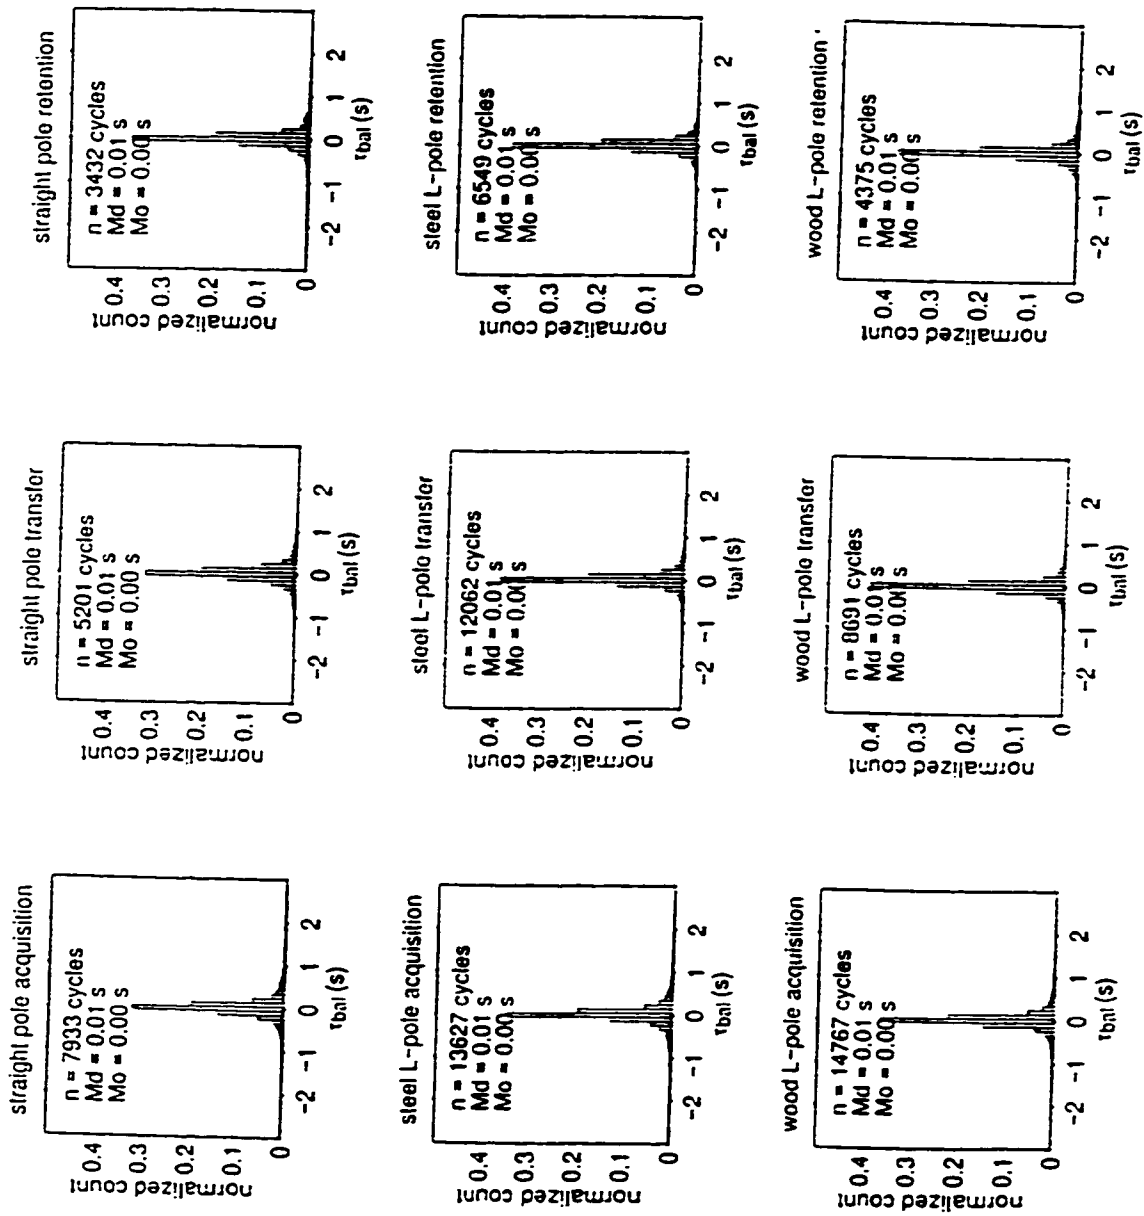 straight pole acquisition
n = 7933 cycles
Md = 0.01 s
Mo = 0.00 s
normalized count
0.4
0.3
0.2
0.1
0
-2 -1 0 1 2
τbal (s)
straight pole transfer
n = 5201 cycles
Md = 0.01 s
Mo = 0.00 s
normalized count
0.4
0.3
0.2
0.1
0
-2 -1 0 1 2
τbal (s)
straight pole retention
n = 3432 cycles
Md = 0.01 s
Mo = 0.00 s
normalized count
0.4
0.3
0.2
0.1
0
-2 -1 0 1 2
τbal (s)
steel L-pole acquisition
n = 13627 cycles
Md = 0.01 s
Mo = 0.00 s
normalized count
0.4
0.3
0.2
0.1
0
-2 -1 0 1 2
τbal (s)
steel L-pole transfer
n = 12062 cycles
Md = 0.01 s
Mo = 0.00 s
normalized count
0.4
0.3
0.2
0.1
0
-2 -1 0 1 2
τbal (s)
steel L-pole retention
n = 6549 cycles
Md = 0.01 s
Mo = 0.00 s
normalized count
0.4
0.3
0.2
0.1
0
-2 -1 0 1 2
τbal (s)
wood L-pole acquisition
n = 14767 cycles
Md = 0.01 s
Mo = 0.00 s
normalized count
0.4
0.3
0.2
0.1
0
-2 -1 0 1 2
τbal (s)
wood L-pole transfer
n = 8691 cycles
Md = 0.01 s
Mo = 0.00 s
normalized count
0.4
0.3
0.2
0.1
0
-2 -1 0 1 2
τbal (s)
wood L-pole retention
n = 4375 cycles
Md = 0.01 s
Mo = 0.00 s
normalized count
0.4
0.3
0.2
0.1
0
-2 -1 0 1 2
τbal (s)